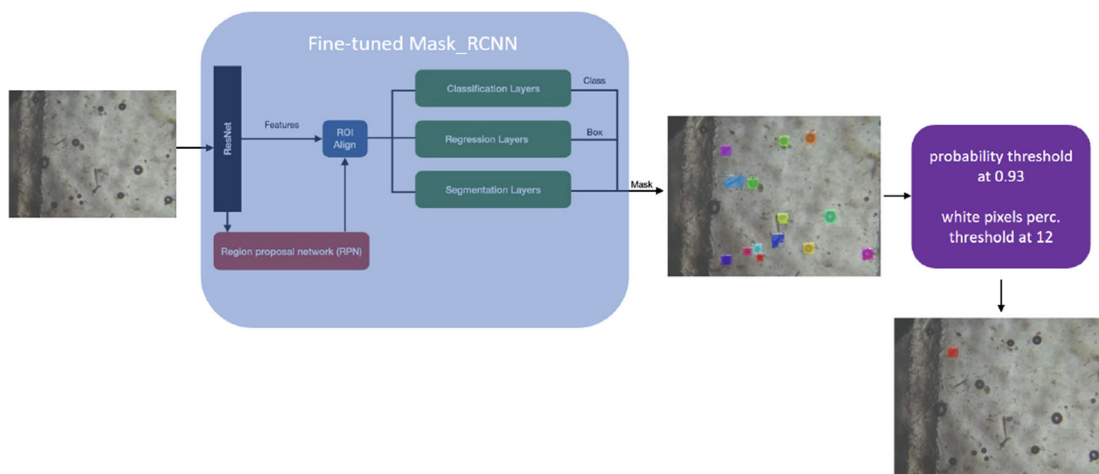 Fine-tuned Mask_RCNN
ResNet
Features
ROI
Align
Classification Layers
Regression Layers
Segmentation Layers
Region proposal network (RPN)
Class
Box
Mask
probability threshold
at 0.93
white pixels perc.
threshold at 12